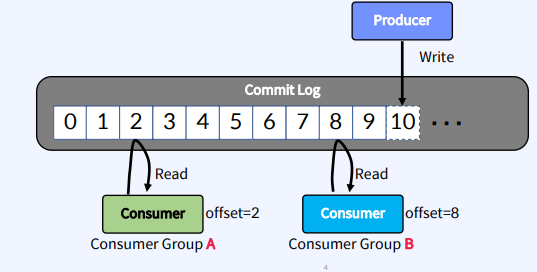 Producer
Write
Commit Log
0 1 2 3 4 5 6 7 8 9 10 ...
Read
Read
Consumer offset=2
Consumer offset=8
Consumer Group A
Consumer Group B
4